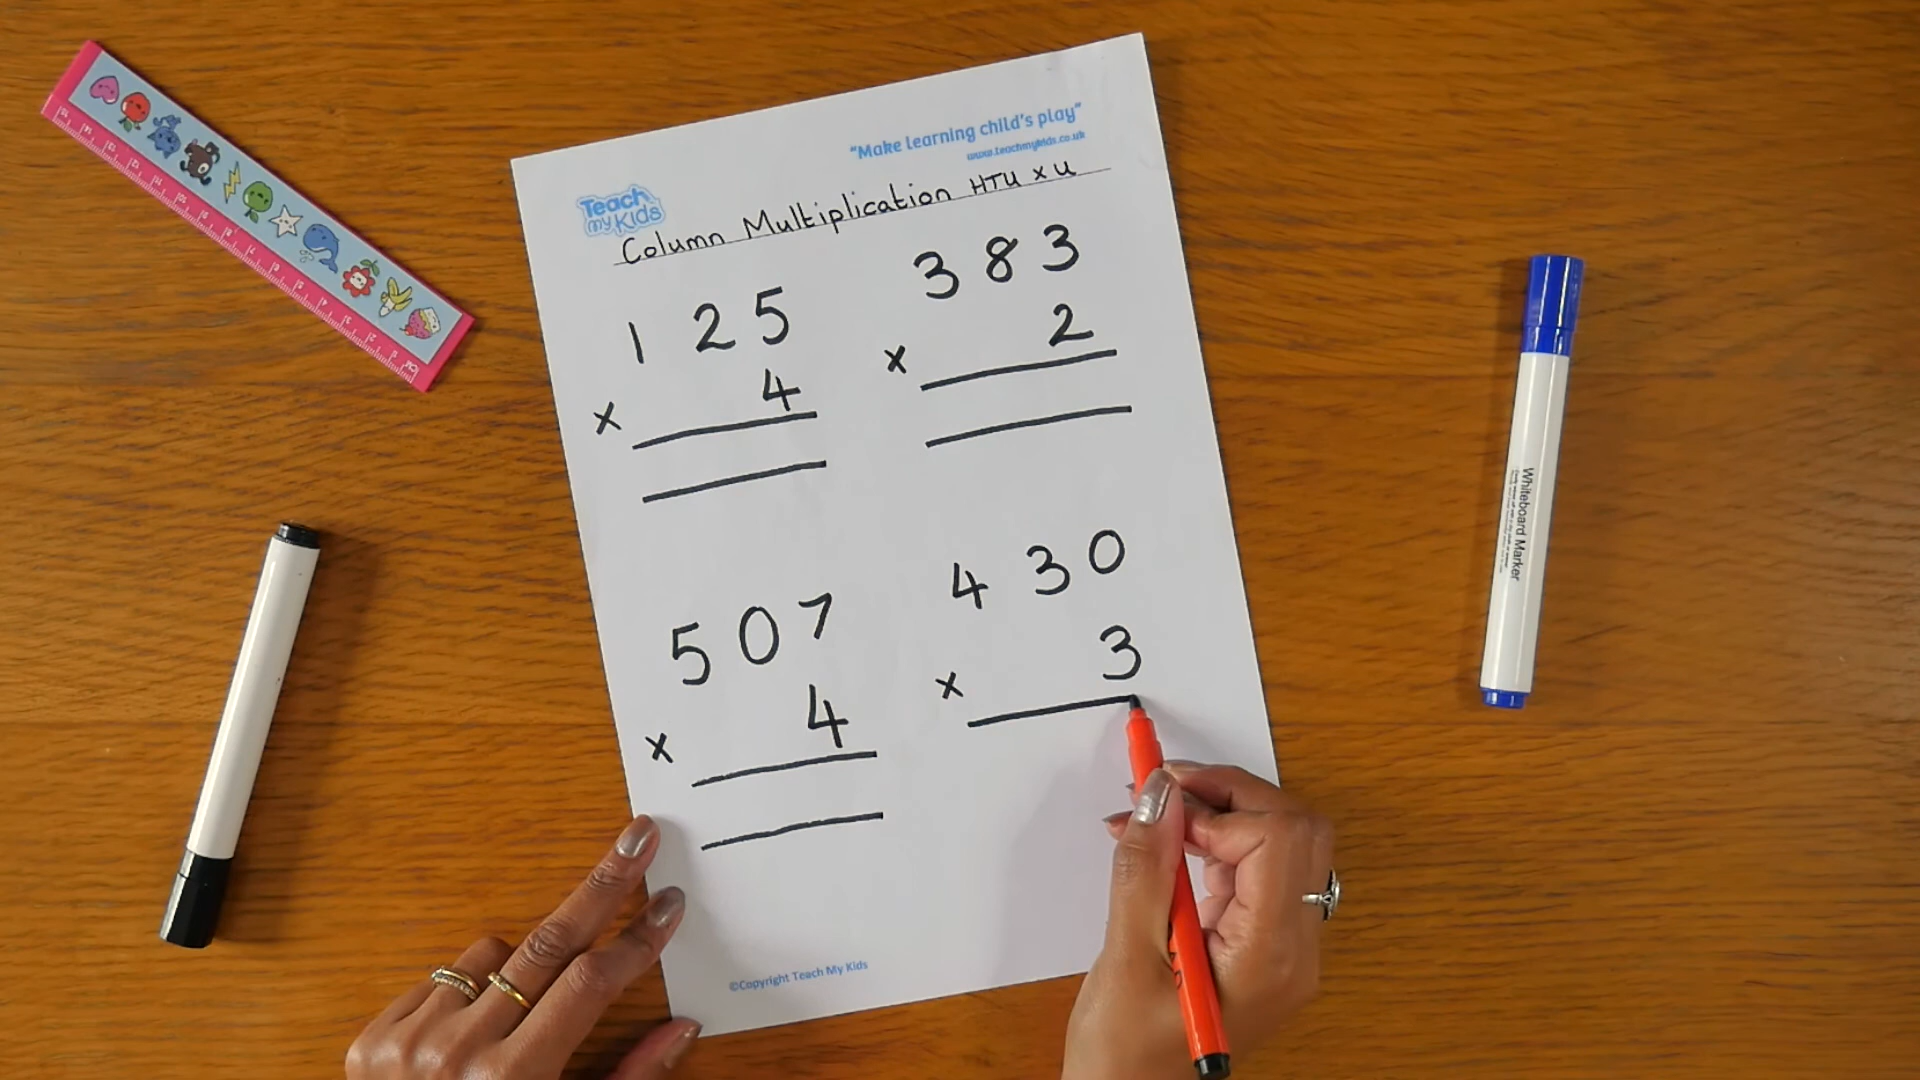 "Make learning child's play"
www.teachmykids.co.uk
Teach
my Kids
Column Multiplication HTU x U
1 2 5
x 4
3 8 3
x 2
5 0 7
x 4
4 3 0
x 3
©Copyright Teach My Kids
Whiteboard Marker